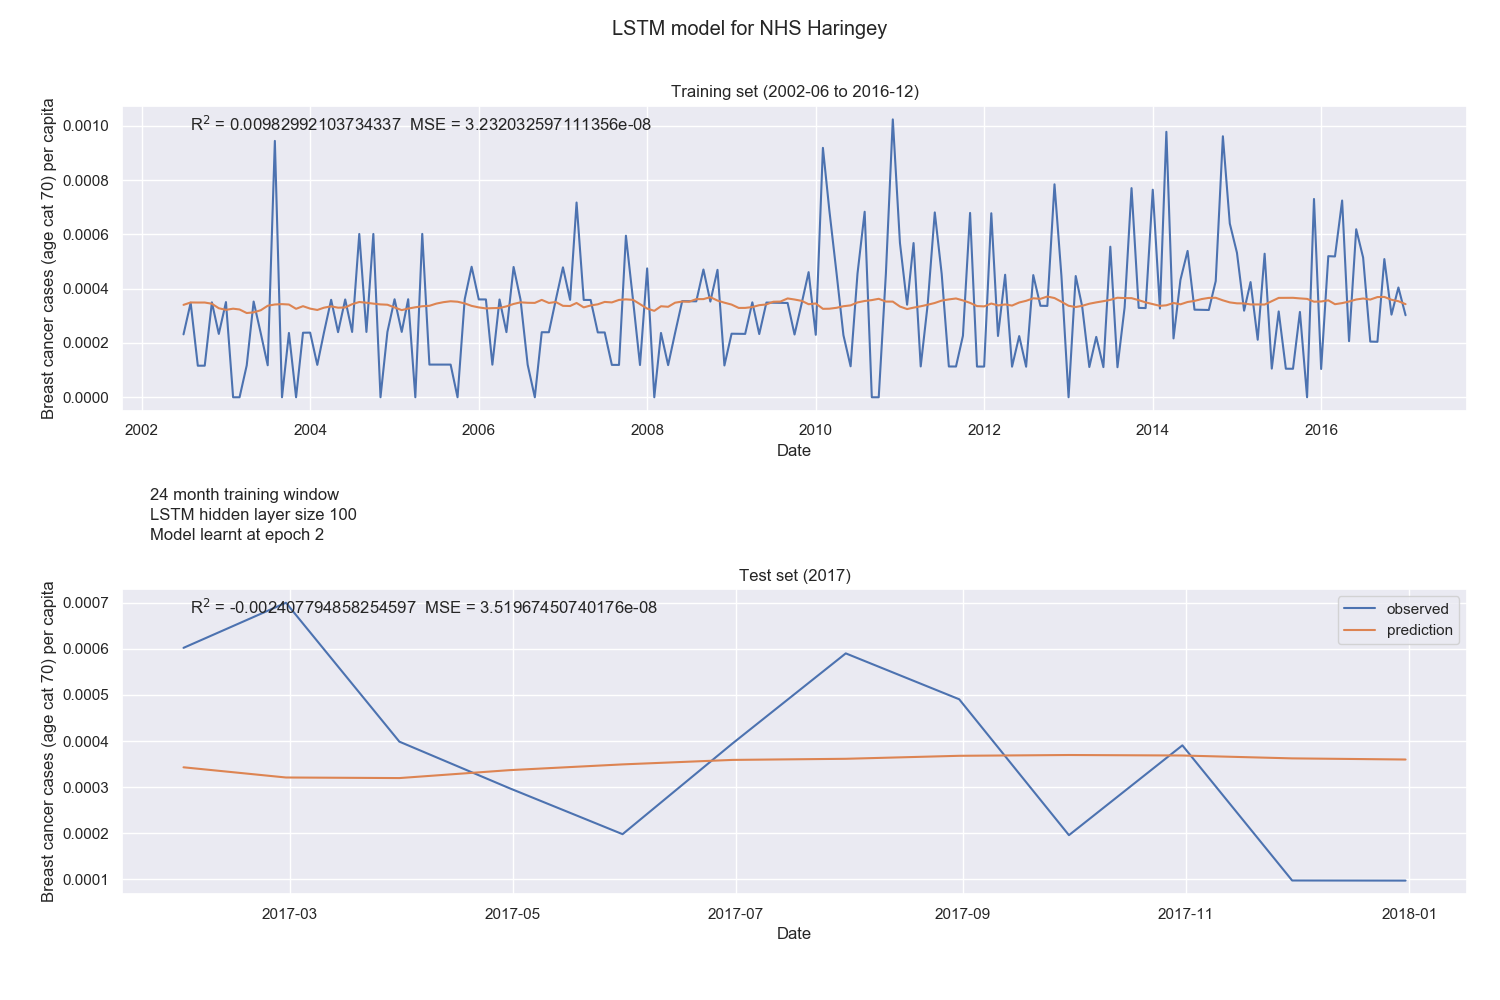 LSTM model for NHS Haringey
Training set (2002-06 to 2016-12)
R² = 0.00982992103734337 MSE = 3.232032597111356e-08
Breast cancer cases (age cat 70) per capita
0.0010
0.0008
0.0006
0.0004
0.0002
0.0000
2002 2004 2006 2008 2010 2012 2014 2016
Date
24 month training window
LSTM hidden layer size 100
Model learnt at epoch 2
Test set (2017)
R² = -0.002407794858254597 MSE = 3.51967450740176e-08
observed
prediction
Breast cancer cases (age cat 70) per capita
0.0007
0.0006
0.0005
0.0004
0.0003
0.0002
0.0001
2017-03 2017-05 2017-07 2017-09 2017-11 2018-01
Date